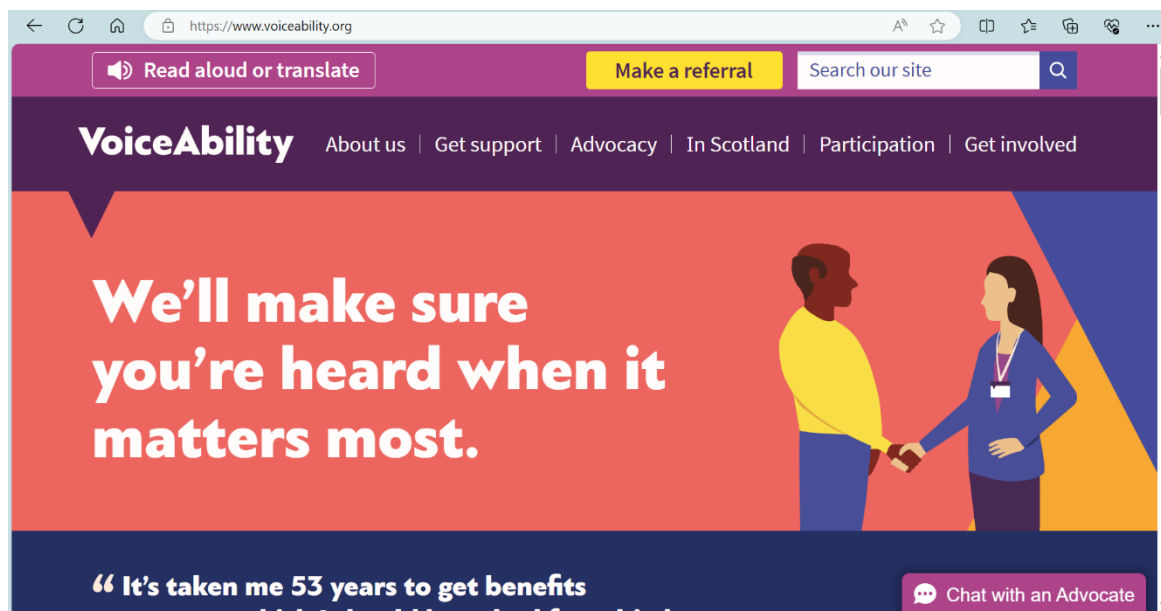 https://www.voiceability.org
Read aloud or translate
Make a referral
Search our site
VoiceAbility
About us | Get support | Advocacy | In Scotland | Participation | Get involved
We'll make sure
you're heard when it
matters most.
“ It's taken me 53 years to get benefits
Chat with an Advocate